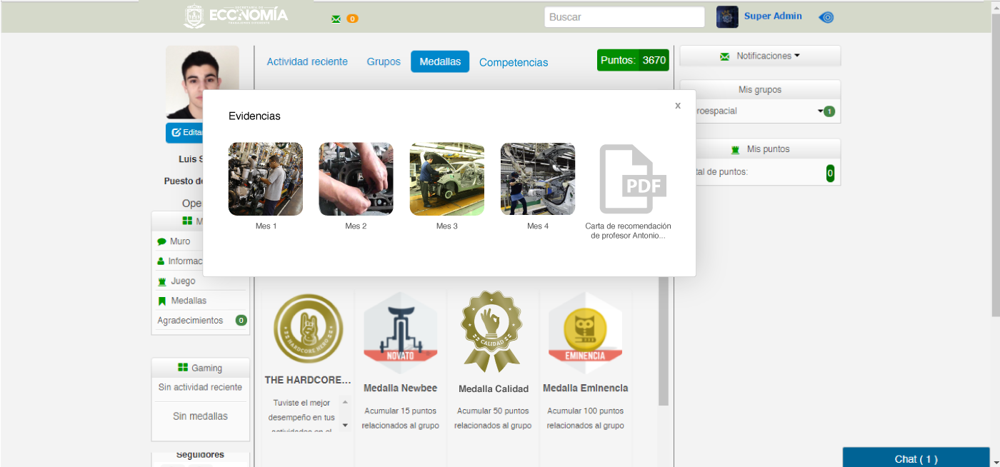 SECRETARÍA DE
ECONOMÍA
0
Buscar
Super Admin
Actividad reciente
Grupos
Medallas
Competencias
Puntos: 3670
Notificaciones
Mis grupos
roespacial
1
Mis puntos
tal de puntos:
0
Edita
Luis S
Puesto de
Ope
M
Muro
Informac
Juego
Medallas
Agradecimientos
0
Gaming
Sin actividad reciente
Sin medallas
Seguidores
Evidencias
x
Mes 1
Mes 2
Mes 3
Mes 4
PDF
Carta de recomendación
de profesor Antonio...
HARDCORE HERO
THE HARDCORE...
Tuviste el mejor
desempeño en tus
actividades en el
NOVATO
Medalla Newbee
Acumular 15 puntos
relacionados al grupo
CALIDAD
Medalla Calidad
Acumular 50 puntos
relacionados al grupo
EMINENCIA
Medalla Eminencia
Acumular 100 puntos
relacionados al grupo
Chat ( 1 )